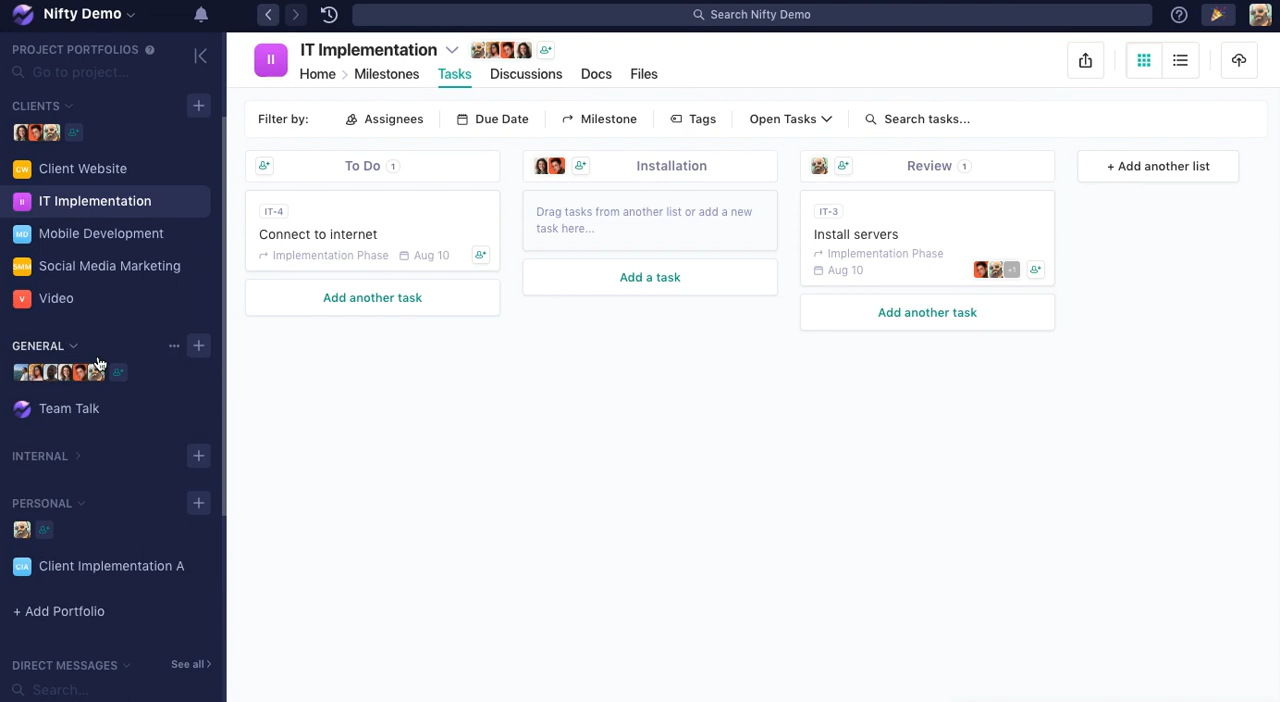 Nifty Demo
Search Nifty Demo
PROJECT PORTFOLIOS
Go to project...
CLIENTS
CW Client Website
II IT Implementation
MD Mobile Development
SMM Social Media Marketing
V Video
GENERAL
Team Talk
INTERNAL
PERSONAL
CIA Client Implementation A
+ Add Portfolio
DIRECT MESSAGES See all
Search...
II
IT Implementation
Home Milestones Tasks Discussions Docs Files
Filter by: Assignees Due Date Milestone Tags Open Tasks Search tasks...
To Do 1
IT-4
Connect to internet
Implementation Phase Aug 10
Add another task
Installation
Drag tasks from another list or add a new
task here...
Add a task
Review 1
IT-3
Install servers
Implementation Phase
Aug 10 +1
Add another task
+ Add another list